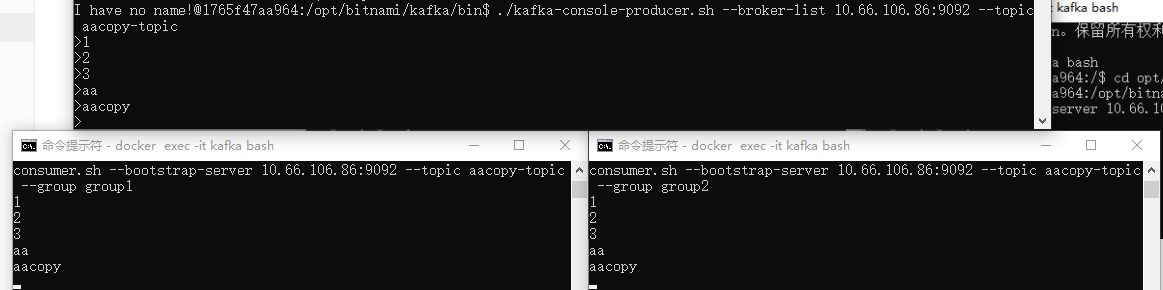 I have no name!@1765f47aa964:/opt/bitnami/kafka/bin$ ./kafka-console-producer.sh --broker-list 10.66.106.86:9092 --topic
aacopy-topic
>1
>2
>3
>aa
>aacopy
>
kafka bash
保留所有权利
a bash
a964:/$ cd opt/
a964:/opt/bitna
server 10.66.10
命令提示符 - docker exec -it kafka bash
consumer.sh --bootstrap-server 10.66.106.86:9092 --topic aacopy-topic
--group group1
1
2
3
aa
aacopy
命令提示符 - docker exec -it kafka bash
consumer.sh --bootstrap-server 10.66.106.86:9092 --topic aacopy-topic
--group group2
1
2
3
aa
aacopy